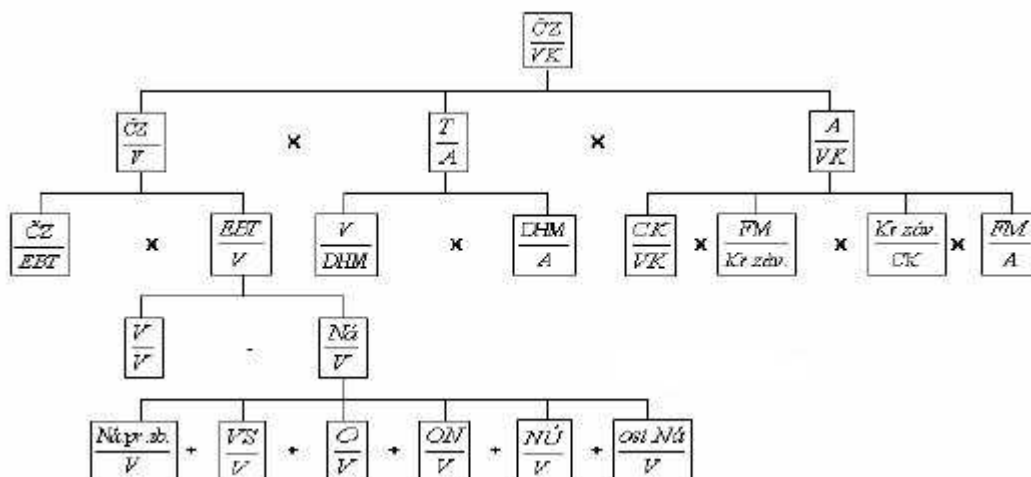 ČZ
VK
ČZ
V
×
T
A
×
A
VK
ČZ
EBT
×
EBT
V
V
DHM
×
DHM
A
CK
VK
×
FM
Kr.záv.
×
Kr.záv.
CK
×
FM
A
V
V
-
Ná
V
Ná.pr.zb.
V
+
VS
V
+
O
V
+
ON
V
+
NÚ
V
+
ost.Ná
V